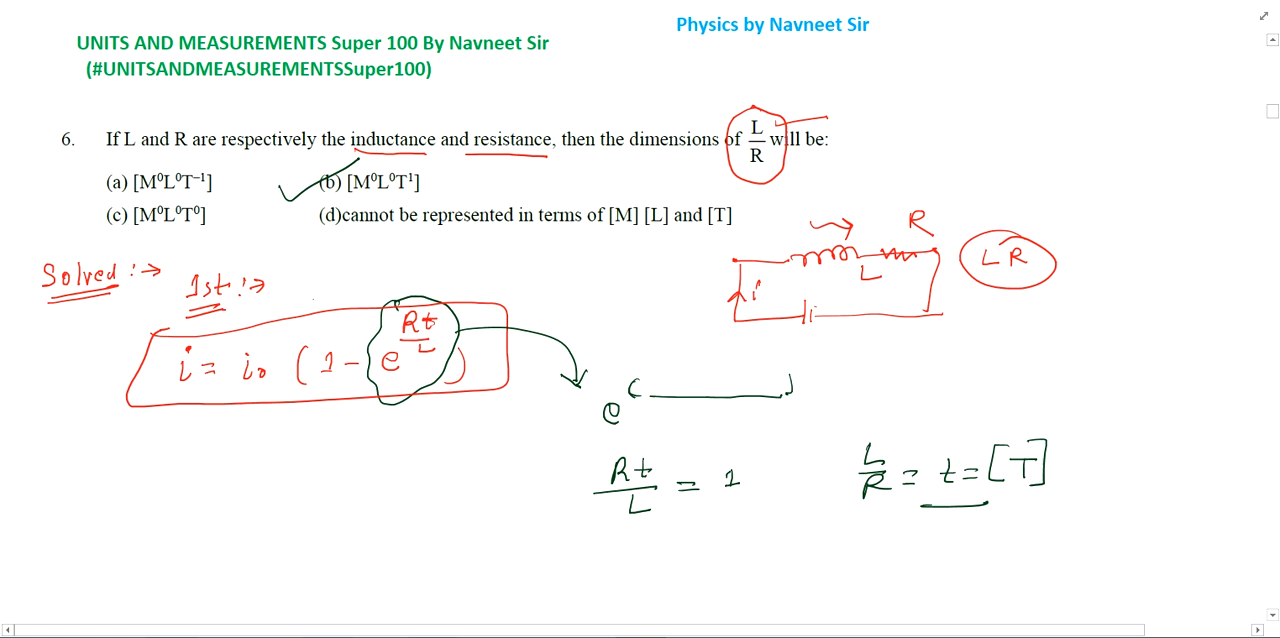 Physics by Navneet Sir
UNITS AND MEASUREMENTS Super 100 By Navneet Sir
(#UNITSANDMEASUREMENTSSuper100)
6. If L and R are respectively the inductance and resistance, then the dimensions of L/R will be:
(a) [M⁰L⁰T⁻¹] (b) [M⁰L⁰T¹]
(c) [M⁰L⁰T⁰] (d)cannot be represented in terms of [M] [L] and [T]
R
L
i
LR
Solved :→
1st :→
i = i₀ (1 - e^(Rt/L))
e^( )
Rt/L = 1
L/R = t = [T]